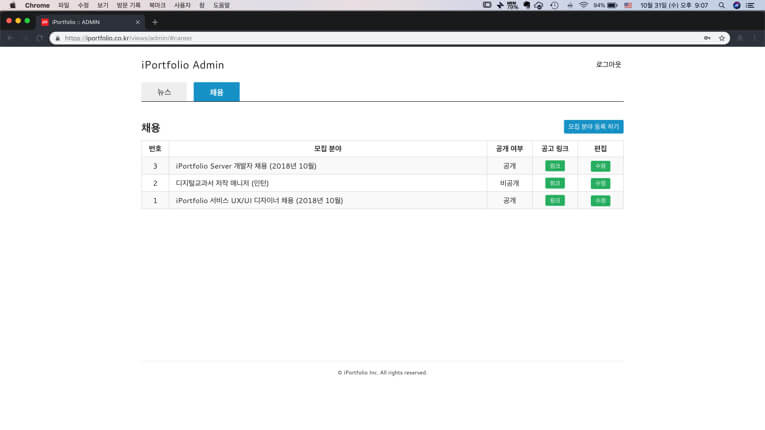 Chrome 파일 수정 보기 방문 기록 북마크 사용자 창 도움말 94% 10월 31일 (수) 오후 9:07
iPortfolio :: ADMIN
https://iportfolio.co.kr/views/admin/#career
iPortfolio Admin 로그아웃
뉴스 채용
채용 모집 분야 등록 하기
번호 모집 분야 공개 여부 공고 링크 편집
3 iPortfolio Server 개발자 채용 (2018년 10월) 공개 링크 수정
2 디지털교과서 저작 매니저 (인턴) 비공개 링크 수정
1 iPortfolio 서비스 UX/UI 디자이너 채용 (2018년 10월) 공개 링크 수정
© iPortfolio Inc. All rights reserved.